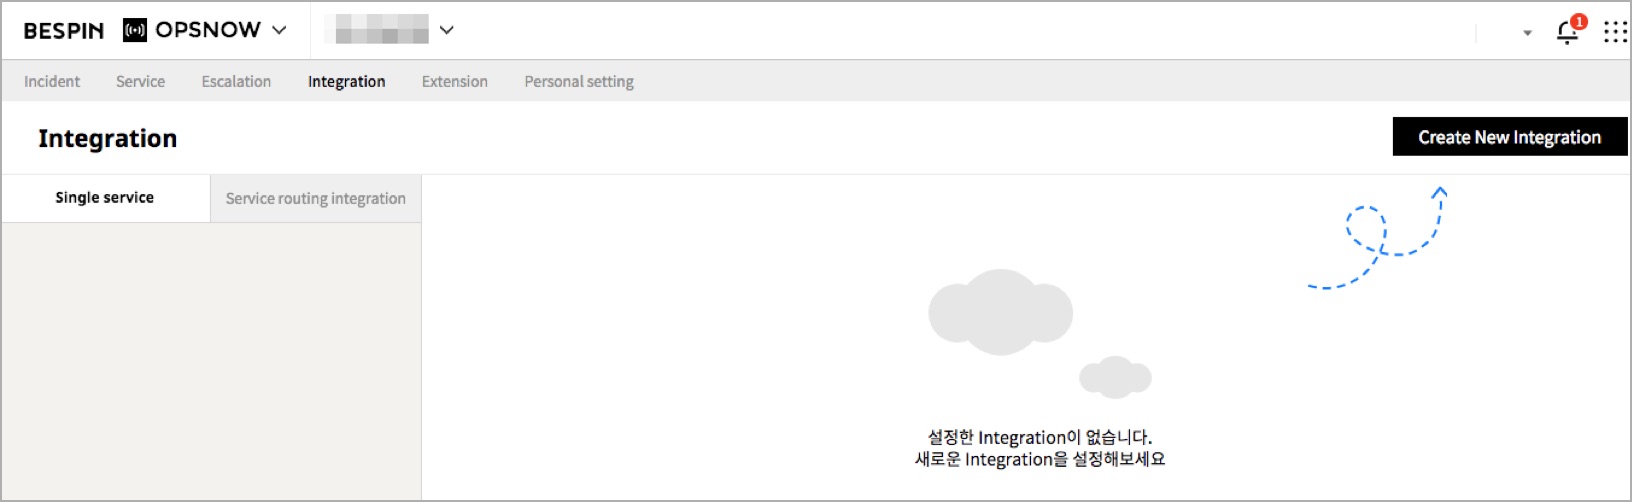 BESPIN OPSNOW
1
Incident Service Escalation Integration Extension Personal setting
Integration
Create New Integration
Single service
Service routing integration
설정한 Integration이 없습니다.
새로운 Integration을 설정해보세요